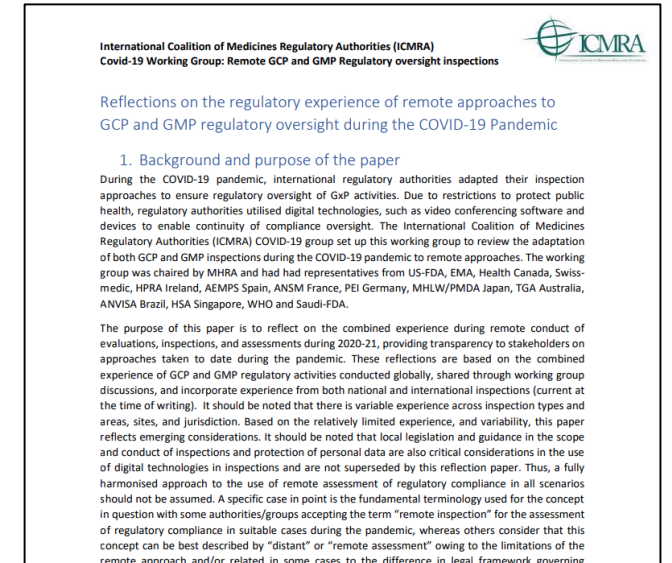 International Coalition of Medicines Regulatory Authorities (ICMRA)
Covid-19 Working Group: Remote GCP and GMP Regulatory oversight inspections
ICMRA
Reflections on the regulatory experience of remote approaches to
GCP and GMP regulatory oversight during the COVID-19 Pandemic
1. Background and purpose of the paper
During the COVID-19 pandemic, international regulatory authorities adapted their inspection
approaches to ensure regulatory oversight of GxP activities. Due to restrictions to protect public
health, regulatory authorities utilised digital technologies, such as video conferencing software and
devices to enable continuity of compliance oversight. The International Coalition of Medicines
Regulatory Authorities (ICMRA) COVID-19 group set up this working group to review the adaptation
of both GCP and GMP inspections during the COVID-19 pandemic to remote approaches. The working
group was chaired by MHRA and had had representatives from US-FDA, EMA, Health Canada, Swiss-
medic, HPRA Ireland, AEMPS Spain, ANSM France, PEI Germany, MHLW/PMDA Japan, TGA Australia,
ANVISA Brazil, HSA Singapore, WHO and Saudi-FDA.
The purpose of this paper is to reflect on the combined experience during remote conduct of
evaluations, inspections, and assessments during 2020-21, providing transparency to stakeholders on
approaches taken to date during the pandemic. These reflections are based on the combined
experience of GCP and GMP regulatory activities conducted globally, shared through working group
discussions, and incorporate experience from both national and international inspections (current at
the time of writing). It should be noted that there is variable experience across inspection types and
areas, sites, and jurisdiction. Based on the relatively limited experience, and variability, this paper
reflects emerging considerations. It should be noted that local legislation and guidance in the scope
and conduct of inspections and protection of personal data are also critical considerations in the use
of digital technologies in inspections and are not superseded by this reflection paper. Thus, a fully
harmonised approach to the use of remote assessment of regulatory compliance in all scenarios
should not be assumed. A specific case in point is the fundamental terminology used for the concept
in question with some authorities/groups accepting the term “remote inspection” for the assessment
of regulatory compliance in suitable cases during the pandemic, whereas others consider that this
concept can be best described by “distant” or “remote assessment” owing to the limitations of the
remote approach and/or related in some cases to the difference in legal framework governing